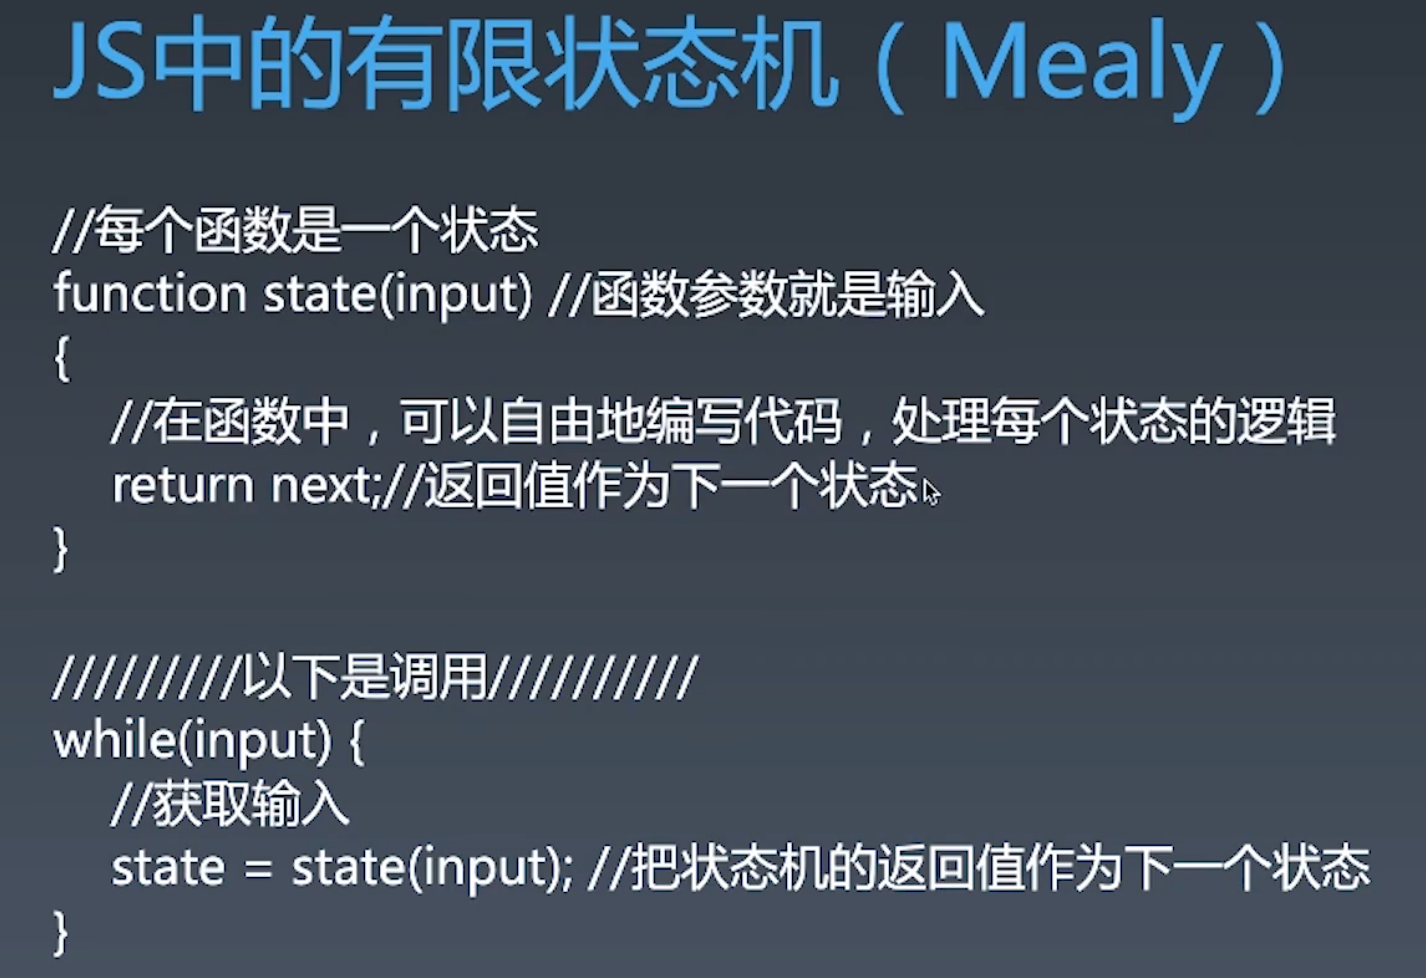 JS中的有限状态机（Mealy）
//每个函数是一个状态
function state(input) //函数参数就是输入
{
//在函数中，可以自由地编写代码，处理每个状态的逻辑
return next;//返回值作为下一个状态
}
/////////以下是调用//////////
while(input) {
//获取输入
state = state(input); //把状态机的返回值作为下一个状态
}